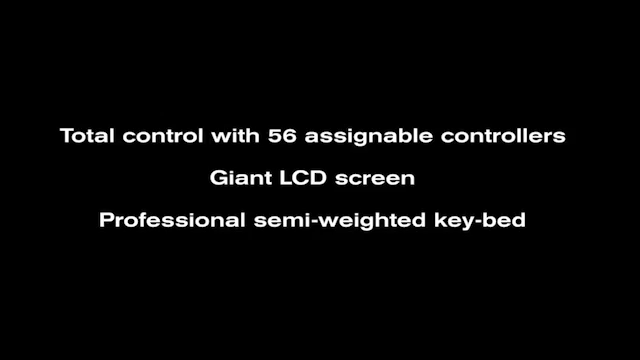 Total control with 56 assignable controllers
Giant LCD screen
Professional semi-weighted key-bed